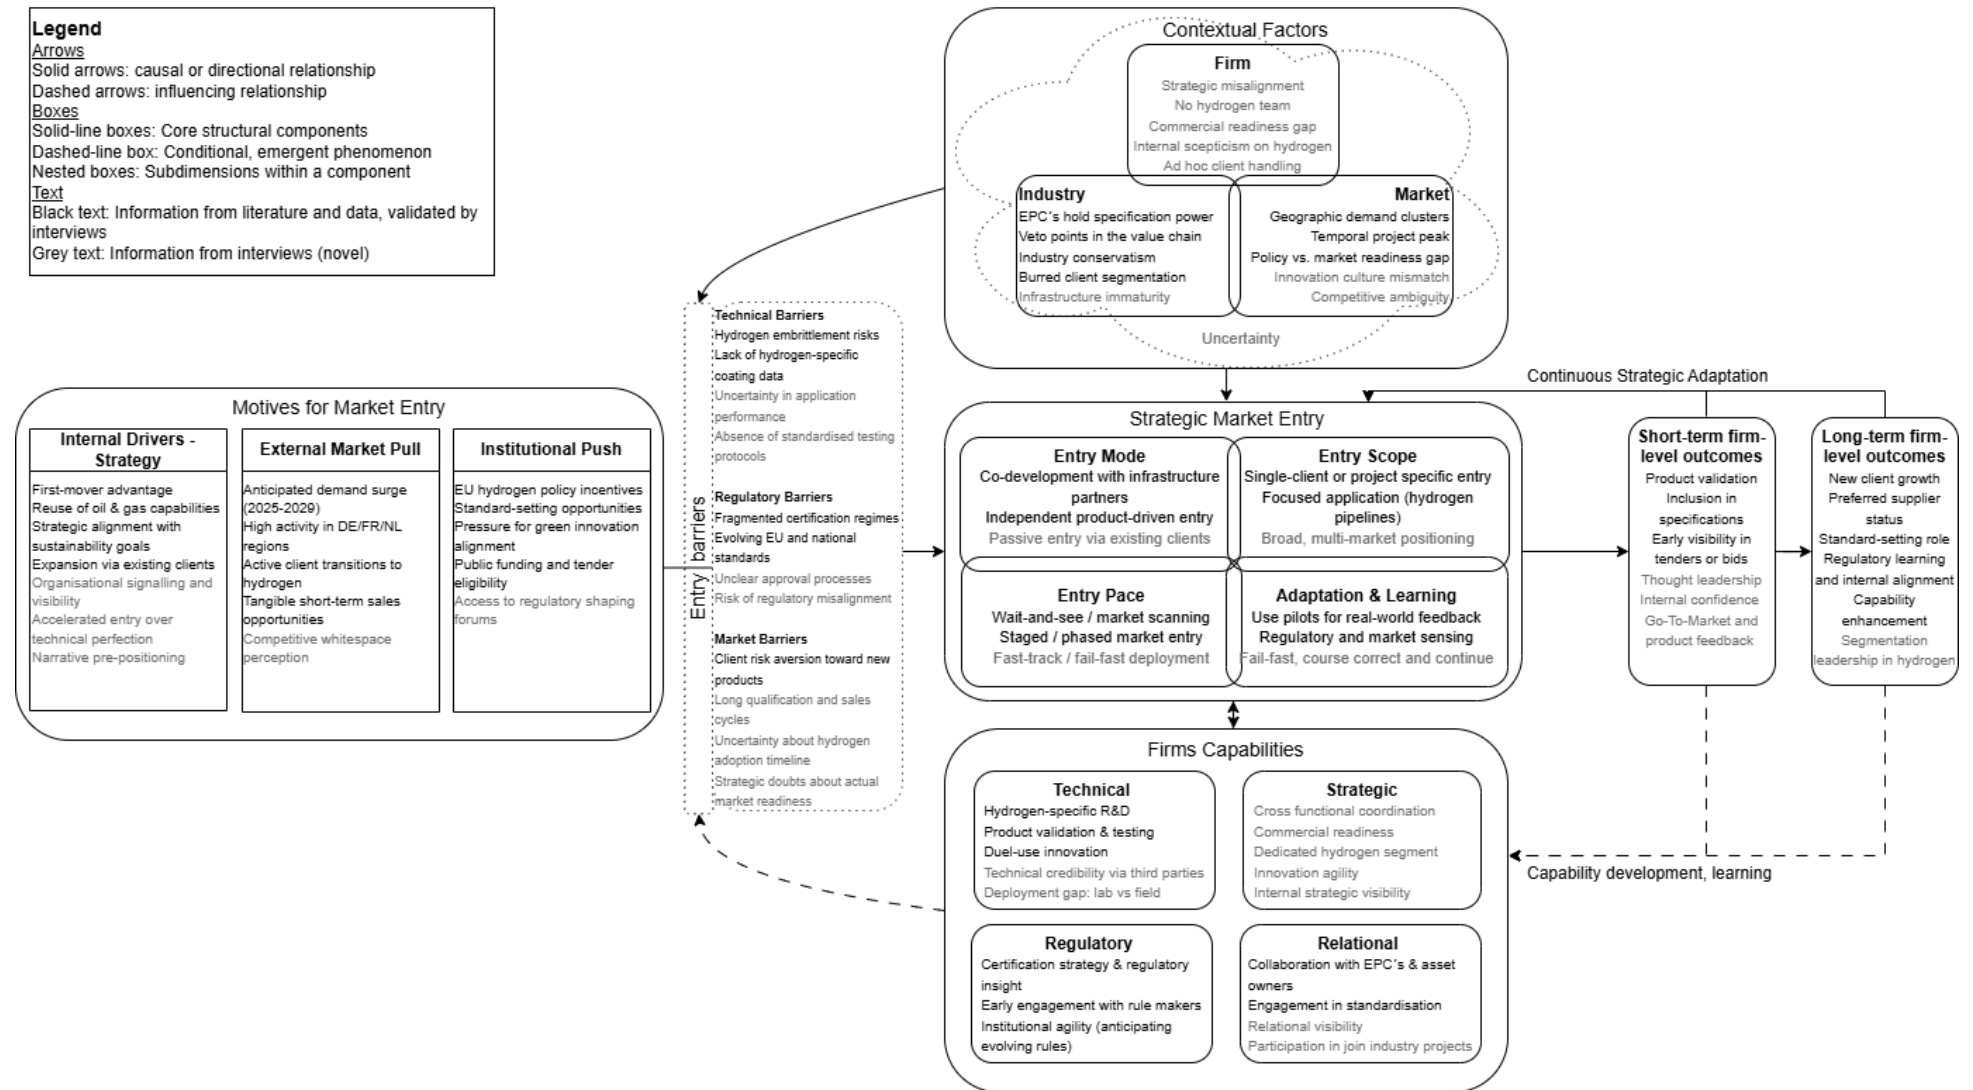 Legend
Arrows
Solid arrows: causal or directional relationship
Dashed arrows: influencing relationship
Boxes
Solid-line boxes: Core structural components
Dashed-line box: Conditional, emergent phenomenon
Nested boxes: Subdimensions within a component
Text
Black text: Information from literature and data, validated by
interviews
Grey text: Information from interviews (novel)
Contextual Factors
Firm
Strategic misalignment
No hydrogen team
Commercial readiness gap
Internal scepticism on hydrogen
Ad hoc client handling
Industry
EPC´s hold specification power
Veto points in the value chain
Industry conservatism
Burred client segmentation
Infrastructure immaturity
Market
Geographic demand clusters
Temporal project peak
Policy vs. market readiness gap
Innovation culture mismatch
Competitive ambiguity
Uncertainty
Motives for Market Entry
Internal Drivers -
Strategy
First-mover advantage
Reuse of oil & gas capabilities
Strategic alignment with
sustainability goals
Expansion via existing clients
Organisational signalling and
visibility
Accelerated entry over
technical perfection
Narrative pre-positioning
External Market Pull
Anticipated demand surge
(2025-2029)
High activity in DE/FR/NL
regions
Active client transitions to
hydrogen
Tangible short-term sales
opportunities
Competitive whitespace
perception
Institutional Push
EU hydrogen policy incentives
Standard-setting opportunities
Pressure for green innovation
alignment
Public funding and tender
eligibility
Access to regulatory shaping
forums
Entry barriers
Technical Barriers
Hydrogen embrittlement risks
Lack of hydrogen-specific
coating data
Uncertainty in application
performance
Absence of standardised testing
protocols
Regulatory Barriers
Fragmented certification regimes
Evolving EU and national
standards
Unclear approval processes
Risk of regulatory misalignment
Market Barriers
Client risk aversion toward new
products
Long qualification and sales
cycles
Uncertainty about hydrogen
adoption timeline
Strategic doubts about actual
market readiness
Strategic Market Entry
Entry Mode
Co-development with infrastructure
partners
Independent product-driven entry
Passive entry via existing clients
Entry Scope
Single-client or project specific entry
Focused application (hydrogen
pipelines)
Broad, multi-market positioning
Entry Pace
Wait-and-see / market scanning
Staged / phased market entry
Fast-track / fail-fast deployment
Adaptation & Learning
Use pilots for real-world feedback
Regulatory and market sensing
Fail-fast, course correct and continue
Continuous Strategic Adaptation
Short-term firm-
level outcomes
Product validation
Inclusion in
specifications
Early visibility in
tenders or bids
Thought leadership
Internal confidence
Go-To-Market and
product feedback
Long-term firm-
level outcomes
New client growth
Preferred supplier
status
Standard-setting role
Regulatory learning
and internal alignment
Capability
enhancement
Segmentation
leadership in hydrogen
Firms Capabilities
Technical
Hydrogen-specific R&D
Product validation & testing
Duel-use innovation
Technical credibility via third parties
Deployment gap: lab vs field
Strategic
Cross functional coordination
Commercial readiness
Dedicated hydrogen segment
Innovation agility
Internal strategic visibility
Regulatory
Certification strategy & regulatory
insight
Early engagement with rule makers
Institutional agility (anticipating
evolving rules)
Relational
Collaboration with EPC´s & asset
owners
Engagement in standardisation
Relational visibility
Participation in join industry projects
Capability development, learning